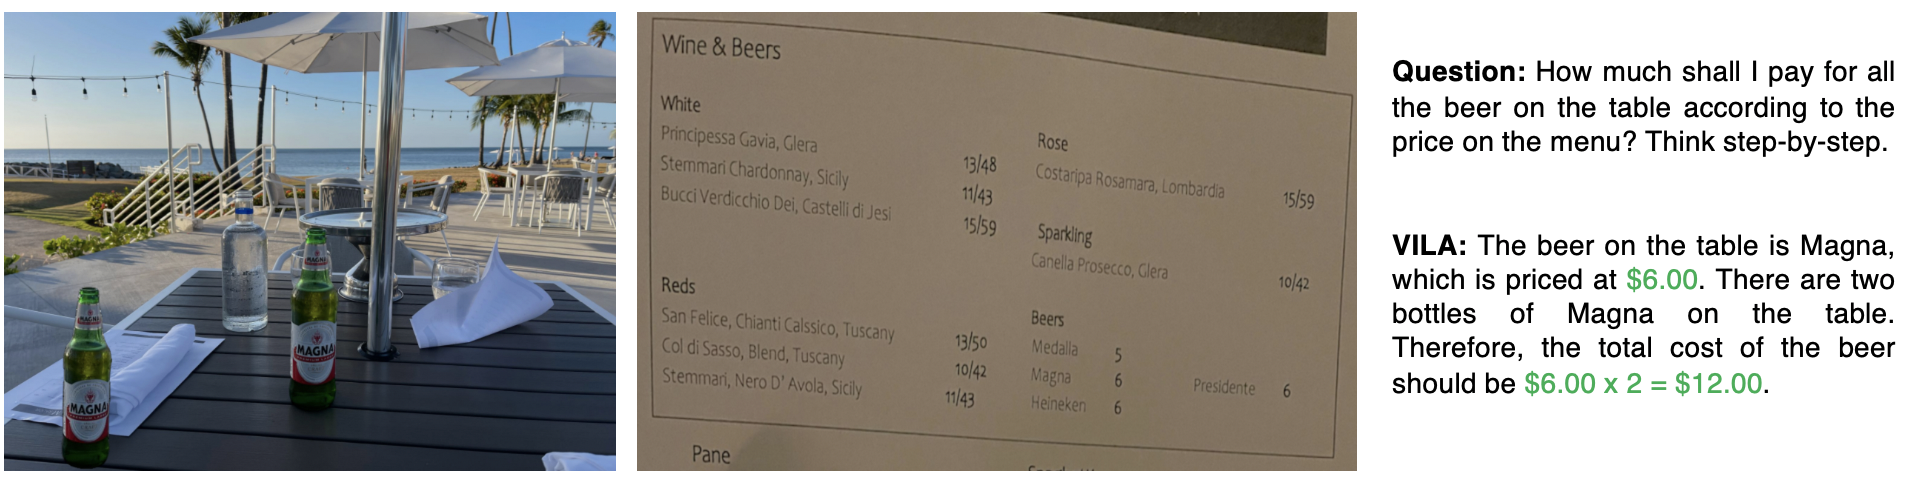 MAGNA
MAGNA
MAGNA
MAGNA
Wine & Beers
White
Principessa Gavia, Glera 13/48
Stemmari Chardonnay, Sicily 11/43
Bucci Verdicchio Dei, Castelli di Jesi 15/59
Reds
San Felice, Chianti Calssico, Tuscany 13/50
Col di Sasso, Blend, Tuscany 10/42
Stemmari, Nero D' Avola, Sicily 11/43
Rose
Costaripa Rosamara, Lombardia 15/59
Sparkling
Canella Prosecco, Glera 10/42
Beers
Medalla 5
Magna 6 Presidente 6
Heineken 6
Pane
Question: How much shall I pay for all
the beer on the table according to the
price on the menu? Think step-by-step.
VILA: The beer on the table is Magna,
which is priced at $6.00. There are two
bottles of Magna on the table.
Therefore, the total cost of the beer
should be $6.00 x 2 = $12.00.